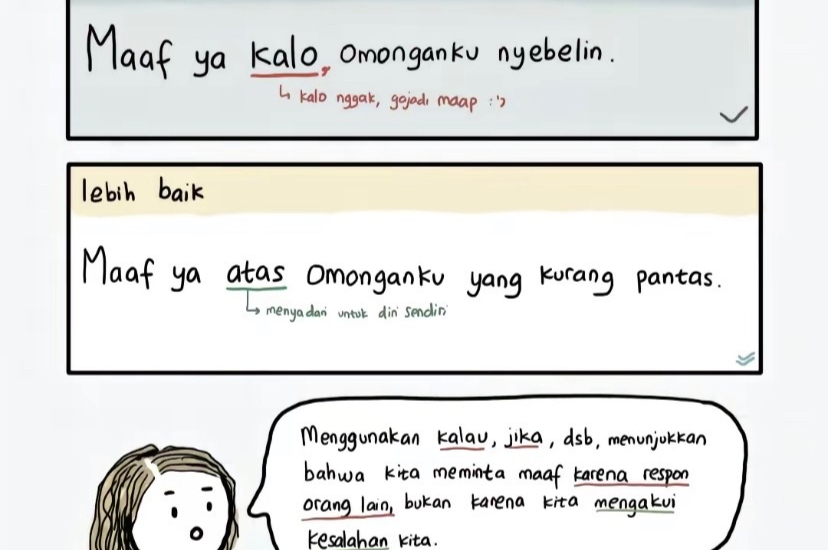 Maaf ya kalo, omonganku nyebelin.
↳ kalo nggak, gajadi maap :')
lebih baik
Maaf ya atas omonganku yang kurang pantas.
↳ menyadari untuk diri sendiri
Menggunakan kalau, jika, dsb, menunjukkan
bahwa kita meminta maaf karena respon
orang lain, bukan karena kita mengakui
kesalahan kita.